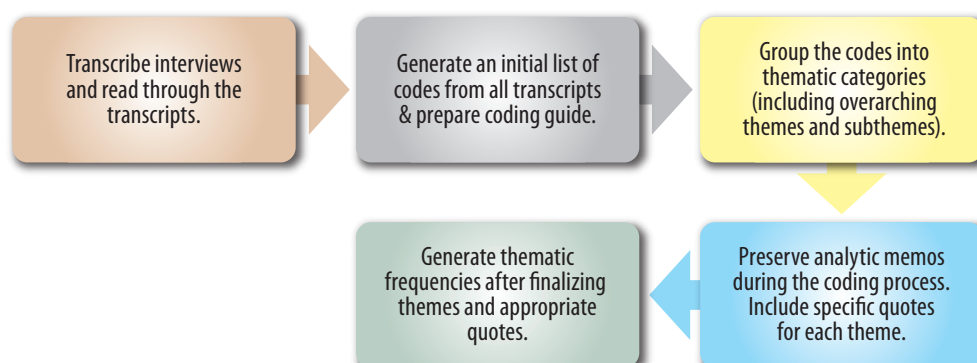 Transcribe interviews
and read through the
transcripts.
Generate an initial list of
codes from all transcripts
& prepare coding guide.
Group the codes into
thematic categories
(including overarching
themes and subthemes).
Preserve analytic memos
during the coding process.
Include specific quotes
for each theme.
Generate thematic
frequencies after finalizing
themes and appropriate
quotes.